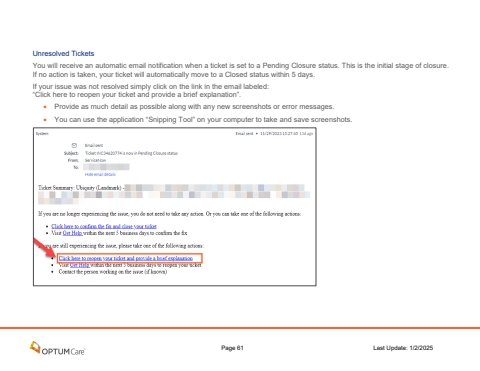 Unresolved Tickets
You will receive an automatic email notification when a ticket is set to a Pending Closure status. This is the initial stage of closure.
If no action is taken, your ticket will automatically move to a Closed status within 5 days.
If your issue was not resolved simply click on the link in the email labeled:
"Click here to reopen your ticket and provide a brief explanation".
• Provide as much detail as possible along with any new screenshots or error messages.
• You can use the application "Snipping Tool" on your computer to take and save screenshots.
System
Email sent
Email sent
Subject: Ticket is now in Pending Closure status
From: ServiceNow
To:
Hide email details
Ticket Summary: Ubiquity (Landmark) -
If you are no longer experiencing the issue, you do not need to take any action. Or you can take one of the following actions:
• Click here to confirm the fix and close your ticket
• Visit Get Help within the next 5 business days to confirm the fix
you are still experiencing the issue, please take one of the following actions:
• Click here to reopen your ticket and provide a brief explanation
• Visit Get Help within the next 5 business days to reopen your ticket
• Contact the person working on the issue (if known)
OPTUM Care
Page 61
Last Update: 1/2/2025